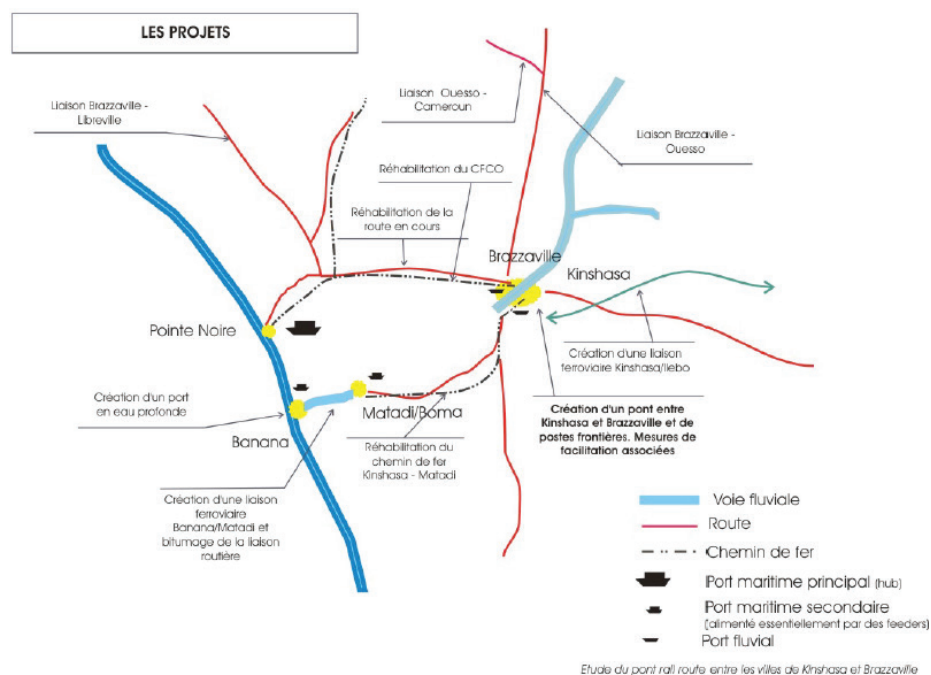 LES PROJETS
Liaison Brazzaville -
Libreville
Liaison Ouesso -
Cameroun
Liaison Brazzaville -
Ouesso
Réhabilitation du CFCO
Réhabilitation de la
route en cours
Brazzaville
Kinshasa
Pointe Noire
Création d'un port
en eau profonde
Banana
Matadi/Boma
Création d'une liaison
ferroviaire Kinshasa/Ilebo
Création d'un pont entre
Kinshasa et Brazzaville et de
postes frontières. Mesures de
facilitation associées
Réhabilitation du
chemin de fer
Kinshasa - Matadi
Création d'une liaison
ferroviaire
Banana/Matadi et
bitumage de la liaison
routière
Voie fluviale
Route
Chemin de fer
Port maritime principal (hub)
Port maritime secondaire
(alimenté essentiellement par des feeders)
Port fluvial
Etude du pont rail route entre les villes de Kinshasa et Brazzaville